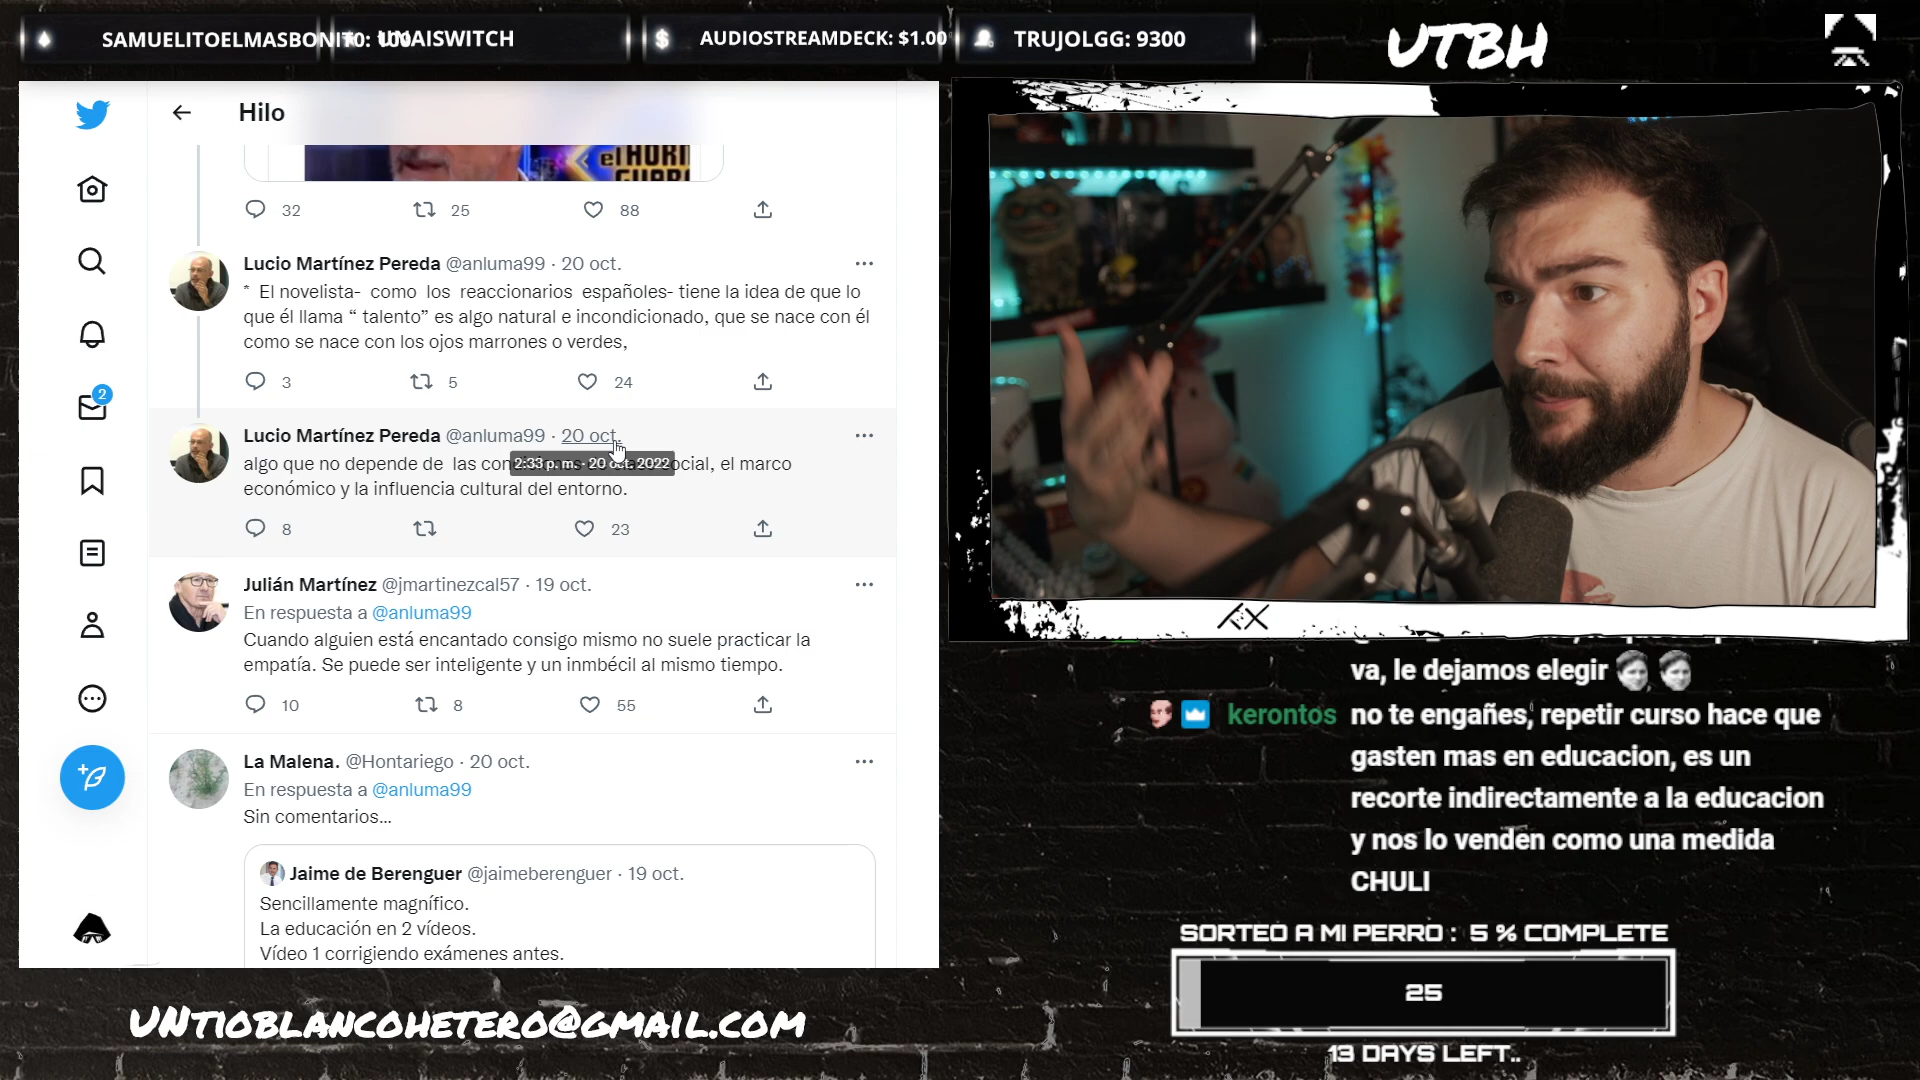 UNAISWITCH
AUDIOSTREAMDECK: $1.00
TRUJOLGG: 9300
UTBH
Hilo
el HORMI
GUERO
32
25
88
Lucio Martínez Pereda @anluma99 · 20 oct.
* El novelista- como los reaccionarios españoles- tiene la idea de que lo
que él llama “ talento” es algo natural e incondicionado, que se nace con él
como se nace con los ojos marrones o verdes,
3
5
24
Lucio Martínez Pereda @anluma99 · 20 oct.
2:33 p. m. · 20 oct. 2022
algo que no depende de las social, el marco
económico y la influencia cultural del entorno.
8
23
Julián Martínez @jmartinezcal57 · 19 oct.
En respuesta a @anluma99
Cuando alguien está encantado consigo mismo no suele practicar la
empatía. Se puede ser inteligente y un inmbécil al mismo tiempo.
10
8
55
La Malena. @Hontariego · 20 oct.
En respuesta a @anluma99
Sin comentarios...
Jaime de Berenguer @jaimeberenguer · 19 oct.
Sencillamente magnífico.
La educación en 2 vídeos.
Vídeo 1 corrigiendo exámenes antes.
2
va, le dejamos elegir
kerontos no te engañes, repetir curso hace que
gasten mas en educacion, es un
recorte indirectamente a la educacion
y nos lo venden como una medida
CHULI
SORTEO A MI PERRO : 5 % COMPLETE
25
13 DAYS LEFT..
UNTIOBLANCOHETERO@GMAIL.COM